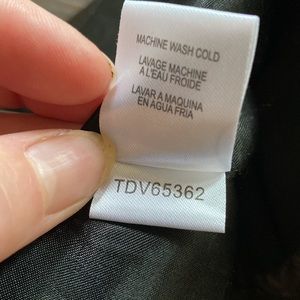 MACHINE WASH COLD
LAVAGE MACHINE
A L'EAU FROIDE
LAVAR A MAQUINA
EN AGUA FRIA
TDV65362